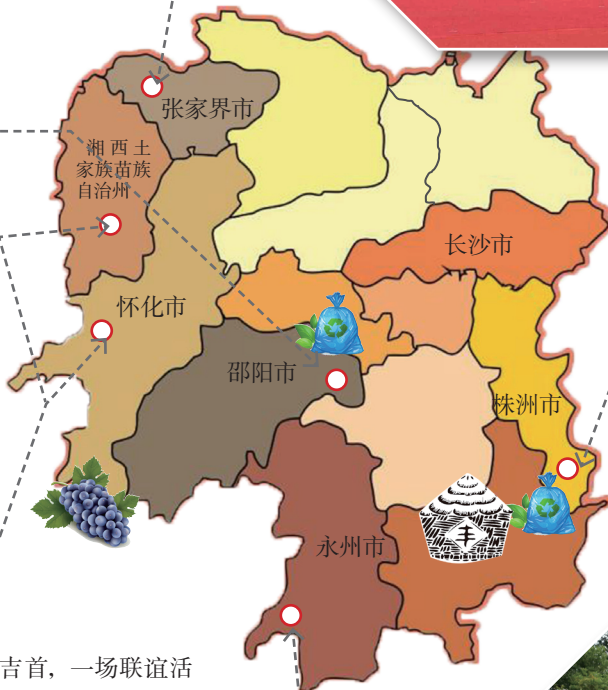 张家界市
湘西土
家族苗族
自治州
长沙市
怀化市
邵阳市
株洲市
丰
永州市
吉首，一场联谊活